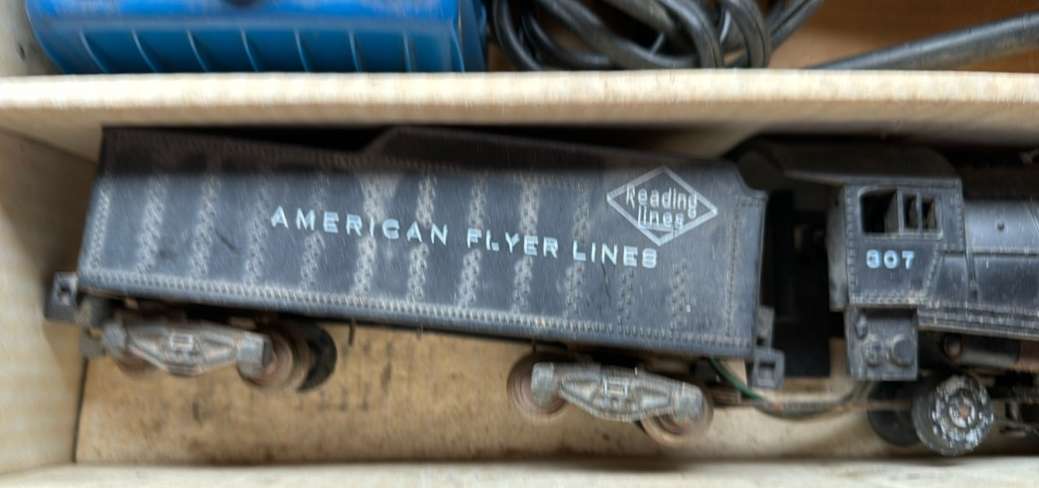 AMERICAN FLYER LINES
Reading
lines
307